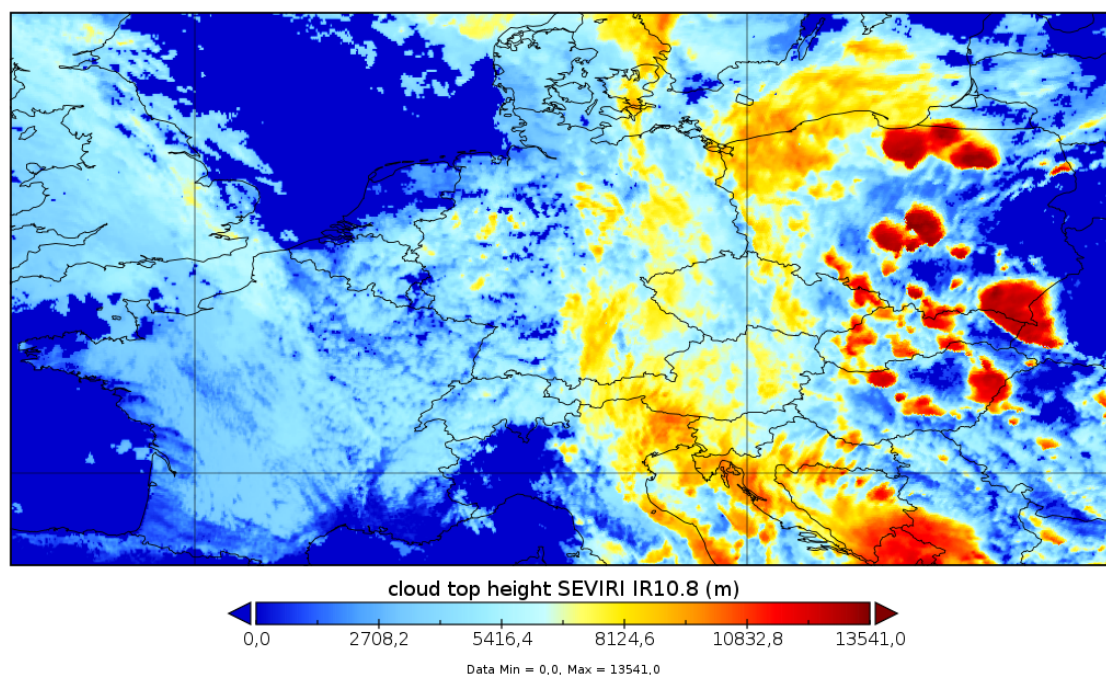 cloud top height SEVIRI IR10.8 (m)
0,0 2708,2 5416,4 8124,6 10832,8 13541,0
Data Min = 0,0, Max = 13541,0